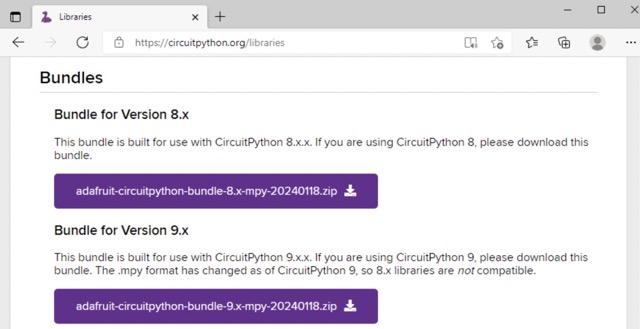 Libraries
https://circuitpython.org/libraries
Bundles
Bundle for Version 8.x
This bundle is built for use with CircuitPython 8.x.x. If you are using CircuitPython 8, please download this
bundle.
adafruit-circuitpython-bundle-8.x-mpy-20240118.zip
Bundle for Version 9.x
This bundle is built for use with CircuitPython 9.x.x. If you are using CircuitPython 9, please download this
bundle. The .mpy format has changed as of CircuitPython 9, so 8.x libraries are not compatible.
adafruit-circuitpython-bundle-9.x-mpy-20240118.zip